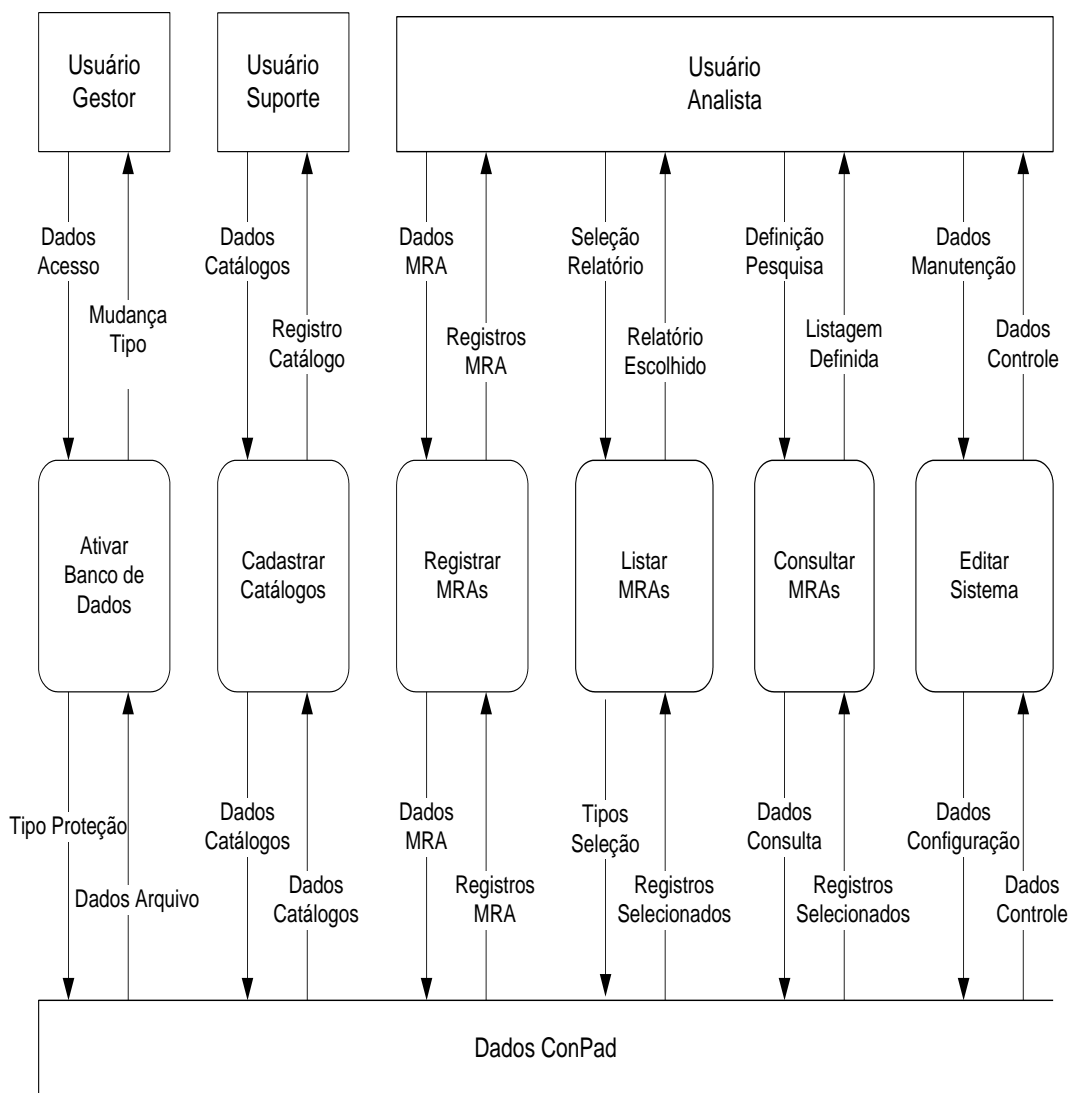 Usuário
Gestor
Usuário
Suporte
Usuário
Analista
Dados
Acesso
Mudança
Tipo
Dados
Catálogos
Registro
Catálogo
Dados
MRA
Registros
MRA
Seleção
Relatório
Relatório
Escolhido
Definição
Pesquisa
Listagem
Definida
Dados
Manutenção
Dados
Controle
Ativar
Banco de
Dados
Cadastrar
Catálogos
Registrar
MRAs
Listar
MRAs
Consultar
MRAs
Editar
Sistema
Tipo Proteção
Dados Arquivo
Dados
Catálogos
Dados
Catálogos
Dados
MRA
Registros
MRA
Tipos
Seleção
Registros
Selecionados
Dados
Consulta
Registros
Selecionados
Dados
Configuração
Dados
Controle
Dados ConPad